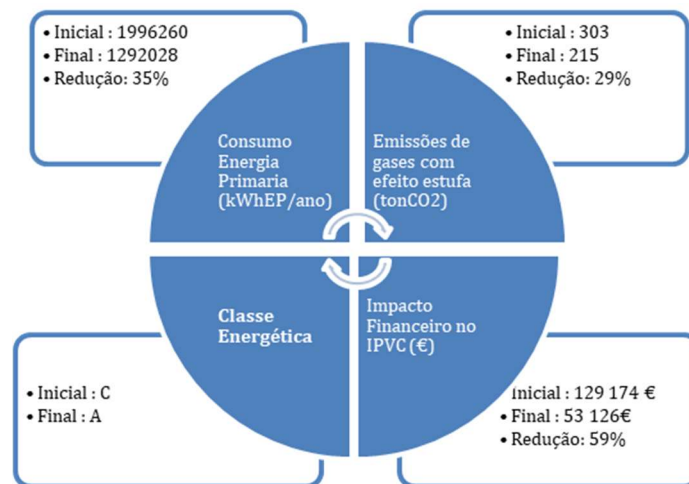 • Inicial : 1996260
• Final : 1292028
• Redução: 35%
• Inicial : 303
• Final : 215
• Redução: 29%
Consumo
Energia
Primaria
(kWhEP/ano)
Emissões de
gases com
efeito estufa
(tonCO2)
Classe
Energética
Impacto
Financeiro no
IPVC (€)
• Inicial : C
• Final : A
Inicial : 129 174 €
• Final : 53 126€
• Redução: 59%